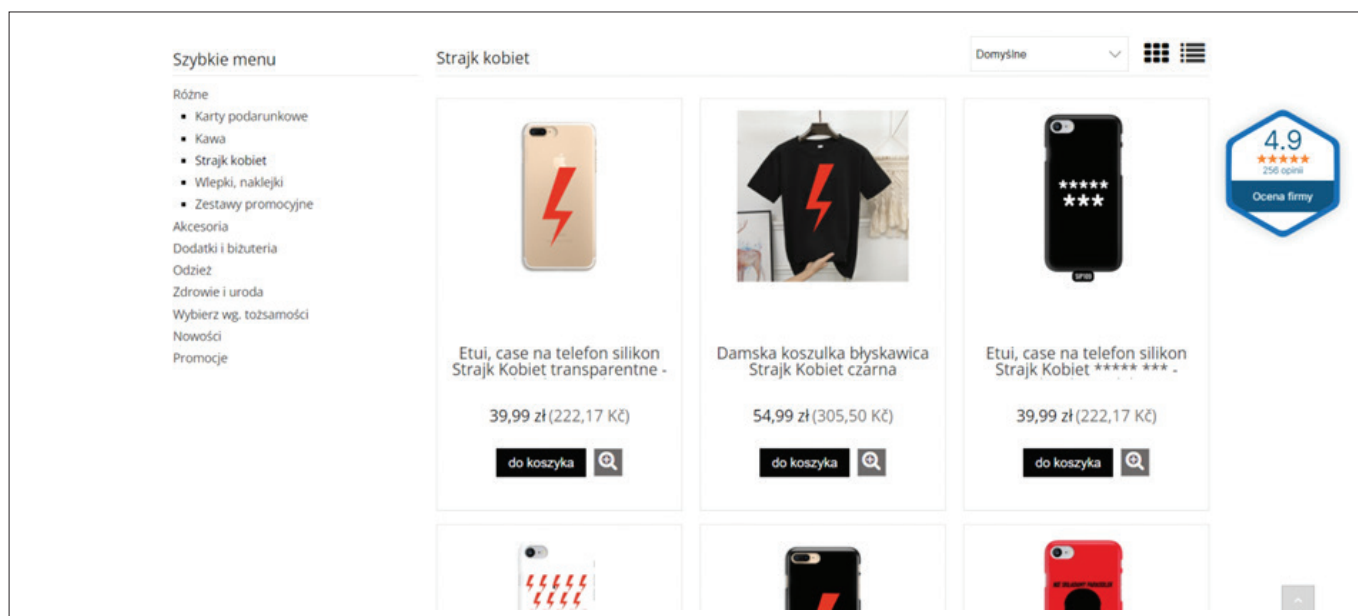 Szybkie menu
Różne
Karty podarunkowe
Kawa
Strajk kobiet
Wlepki, naklejki
Zestawy promocyjne
Akcesoria
Dodatki i biżuteria
Odzież
Zdrowie i uroda
Wybierz wg. tożsamości
Nowości
Promocje
Strajk kobiet
Domyślne
*****
***
Etui, case na telefon silikon
Strajk Kobiet transparentne -
39,99 zł (222,17 Kč)
do koszyka
Damska koszulka błyskawica
Strajk Kobiet czarna
54,99 zł (305,50 Kč)
do koszyka
Etui, case na telefon silikon
Strajk Kobiet ***** *** -
39,99 zł (222,17 Kč)
do koszyka
4.9
256 opinii
Ocena firmy